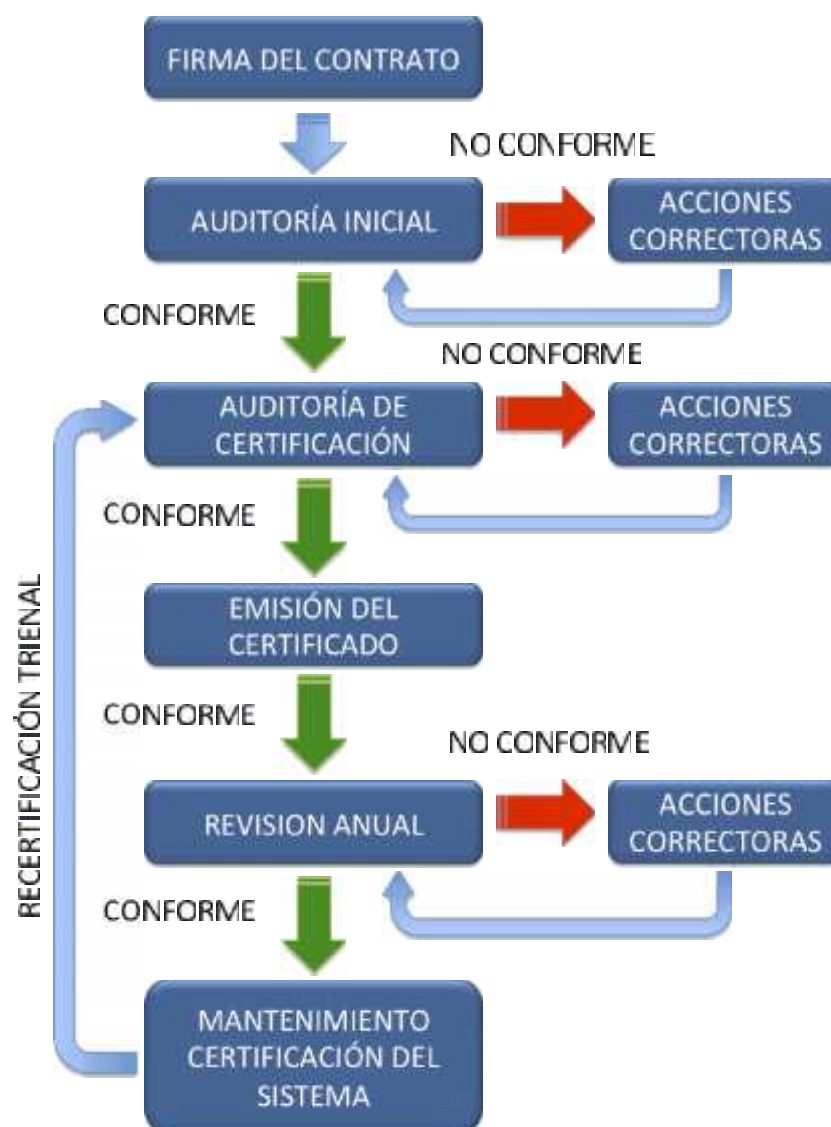 FIRMA DEL CONTRATO
NO CONFORME
AUDITORÍA INICIAL
ACCIONES
CORRECTORAS
CONFORME
NO CONFORME
AUDITORÍA DE
CERTIFICACIÓN
ACCIONES
CORRECTORAS
CONFORME
EMISIÓN DEL
CERTIFICADO
CONFORME
NO CONFORME
REVISION ANUAL
ACCIONES
CORRECTORAS
CONFORME
MANTENIMIENTO
CERTIFICACIÓN DEL
SISTEMA
RECERTIFICACIÓN TRIENAL